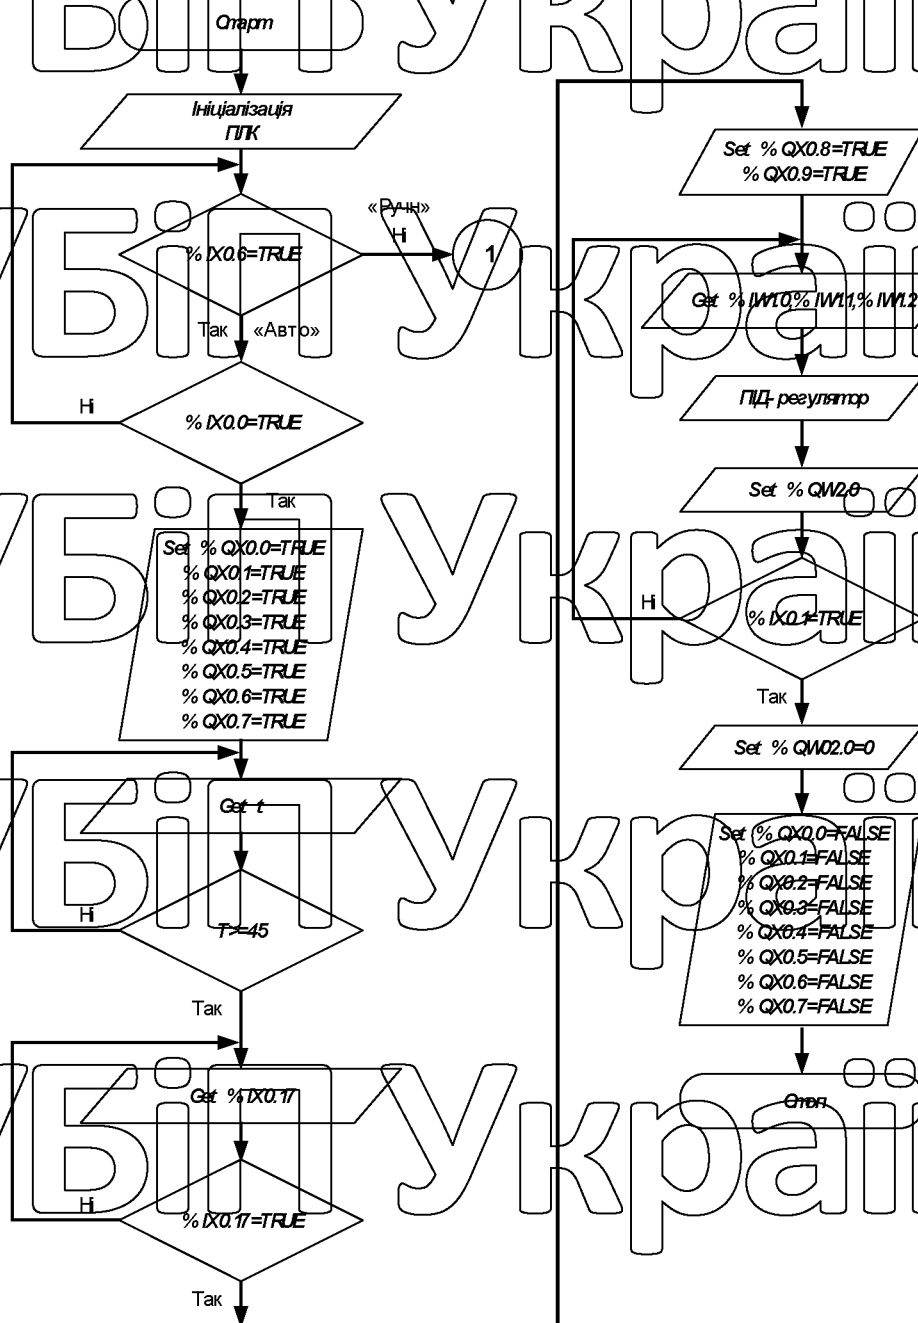 Старт
Ініціалізація
ПЛК
% IX0.6=TRUE
«Ручн»
Ні
1
Так «Авто»
Ні
% IX0.0=TRUE
Так
Set % QX0.0=TRUE
% QX0.1=TRUE
% QX0.2=TRUE
% QX0.3=TRUE
% QX0.4=TRUE
% QX0.5=TRUE
% QX0.6=TRUE
% QX0.7=TRUE
Get t
Ні
T>=45
Так
Get % IX0.17
Ні
% IX0.17=TRUE
Так
Set % QX0.8=TRUE
% QX0.9=TRUE
Get % IW1.0,% IW1.1,% IW1.2
ПІД- регулятор
Set % QW2.0
Ні
% IX0.1=TRUE
Так
Set % QW02.0=0
Set % QX0.0=FALSE
% QX0.1=FALSE
% QX0.2=FALSE
% QX0.3=FALSE
% QX0.4=FALSE
% QX0.5=FALSE
% QX0.6=FALSE
% QX0.7=FALSE
Стоп